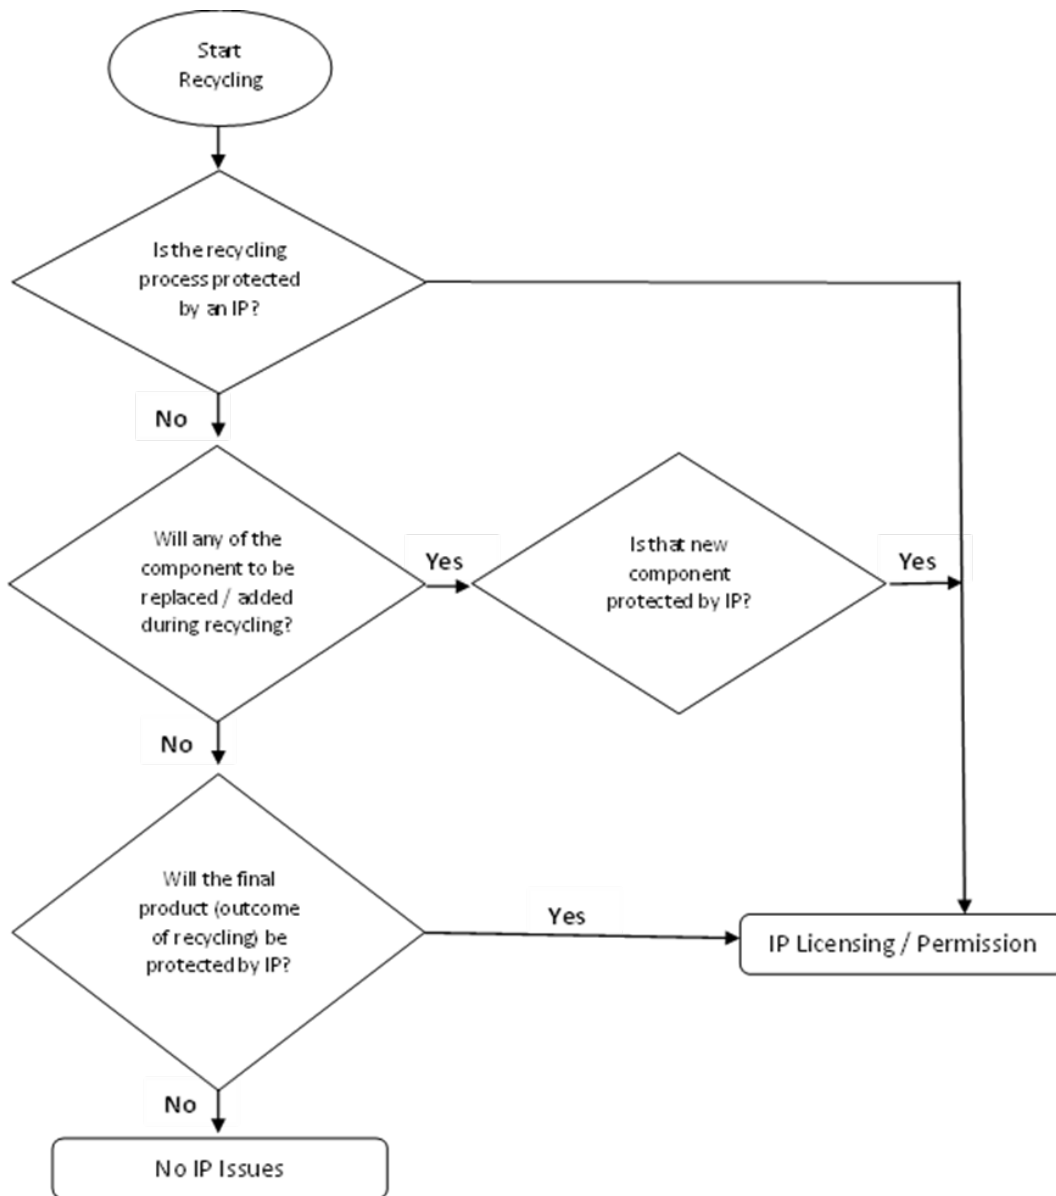 Start
Recycling
Is the recycling
process protected
by an IP?
No
Will any of the
component to be
replaced / added
during recycling?
Yes
Is that new
component
protected by IP?
Yes
No
Will the final
product (outcome
of recycling) be
protected by IP?
Yes
IP Licensing / Permission
No
No IP Issues